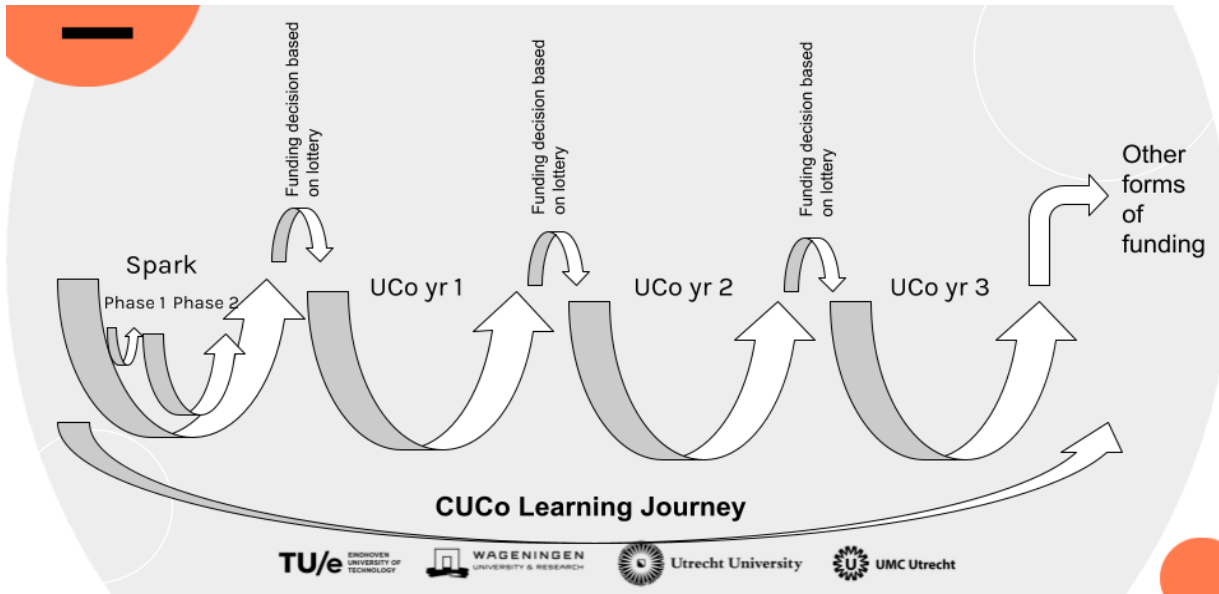 Funding decision based
on lottery
Funding decision based
on lottery
Funding decision based
on lottery
Other
forms
of
funding
Spark
Phase 1 Phase 2
UCo yr 1
UCo yr 2
UCo yr 3
CUCo Learning Journey
TU/e EINDHOVEN
UNIVERSITY OF
TECHNOLOGY
WAGENINGEN
UNIVERSITY & RESEARCH
Utrecht University
U
UMC Utrecht